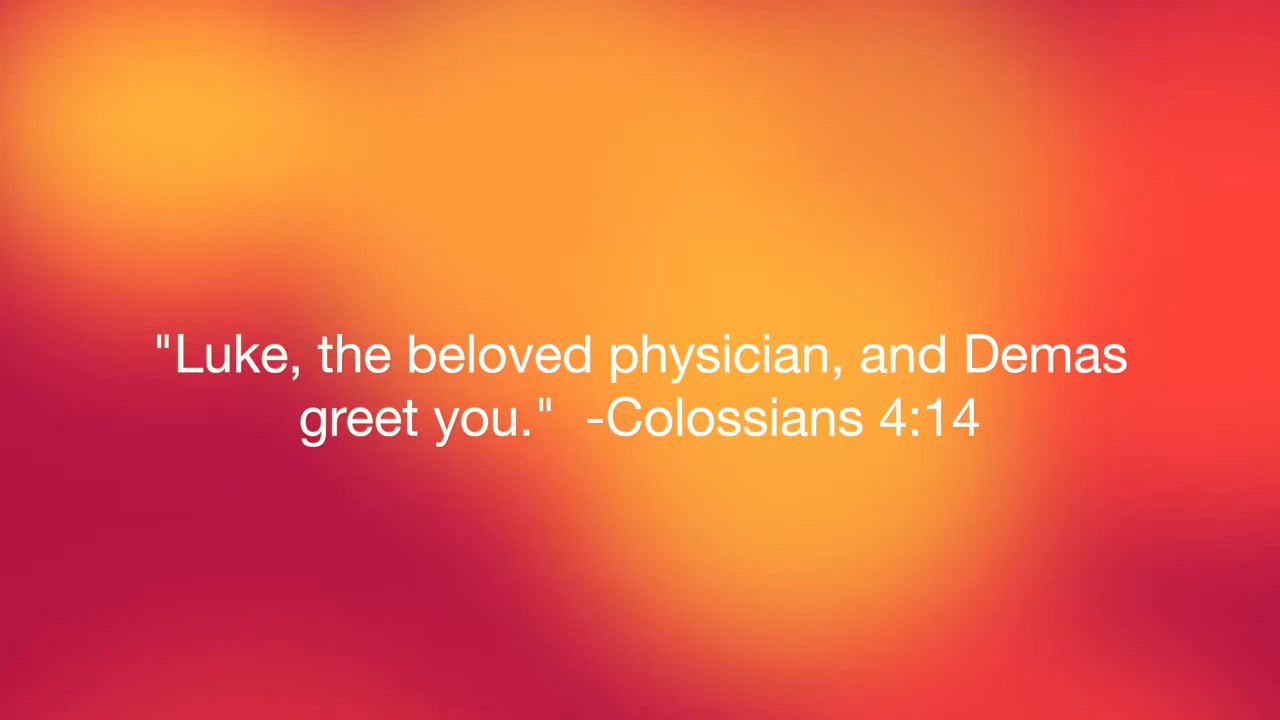 "Luke, the beloved physician, and Demas
greet you."  -Colossians 4:14